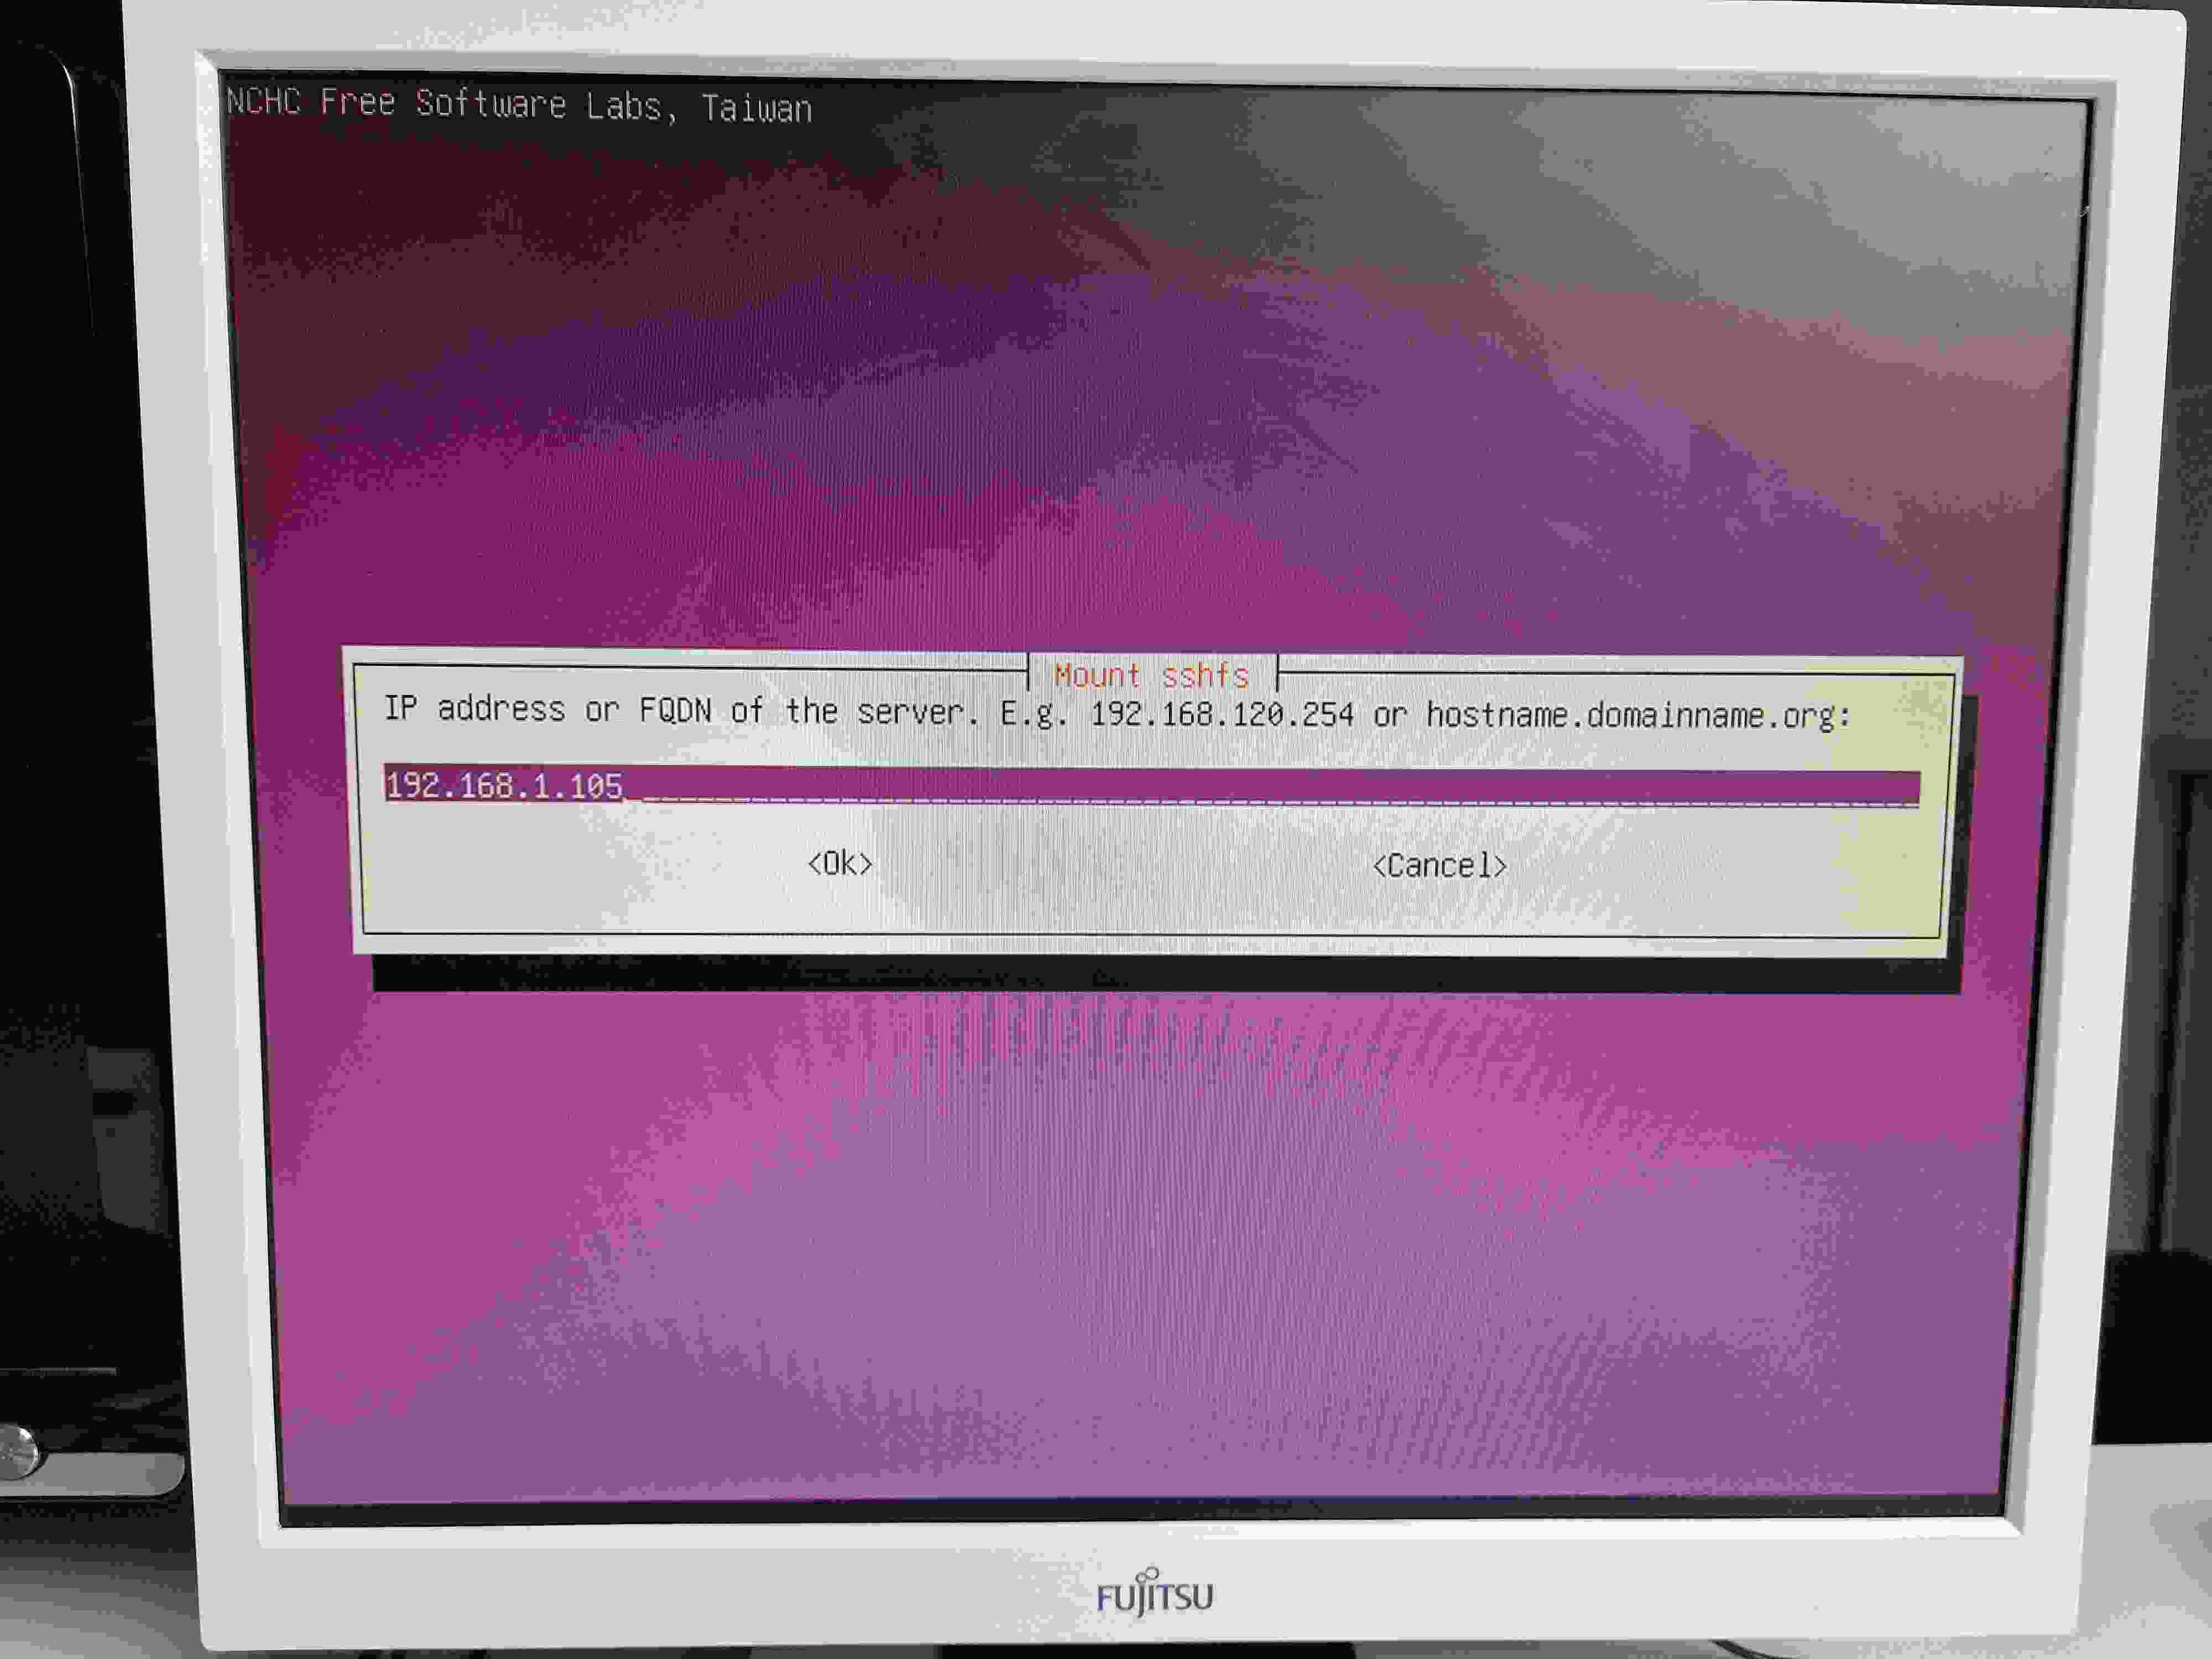 NCHC Free Software Labs, Taiwan
Mount sshfs
IP address or FQDN of the server. E.g. 192.168.120.254 or hostname.domainname.org:
192.168.1.105
<Ok> <Cancel>
FUJITSU